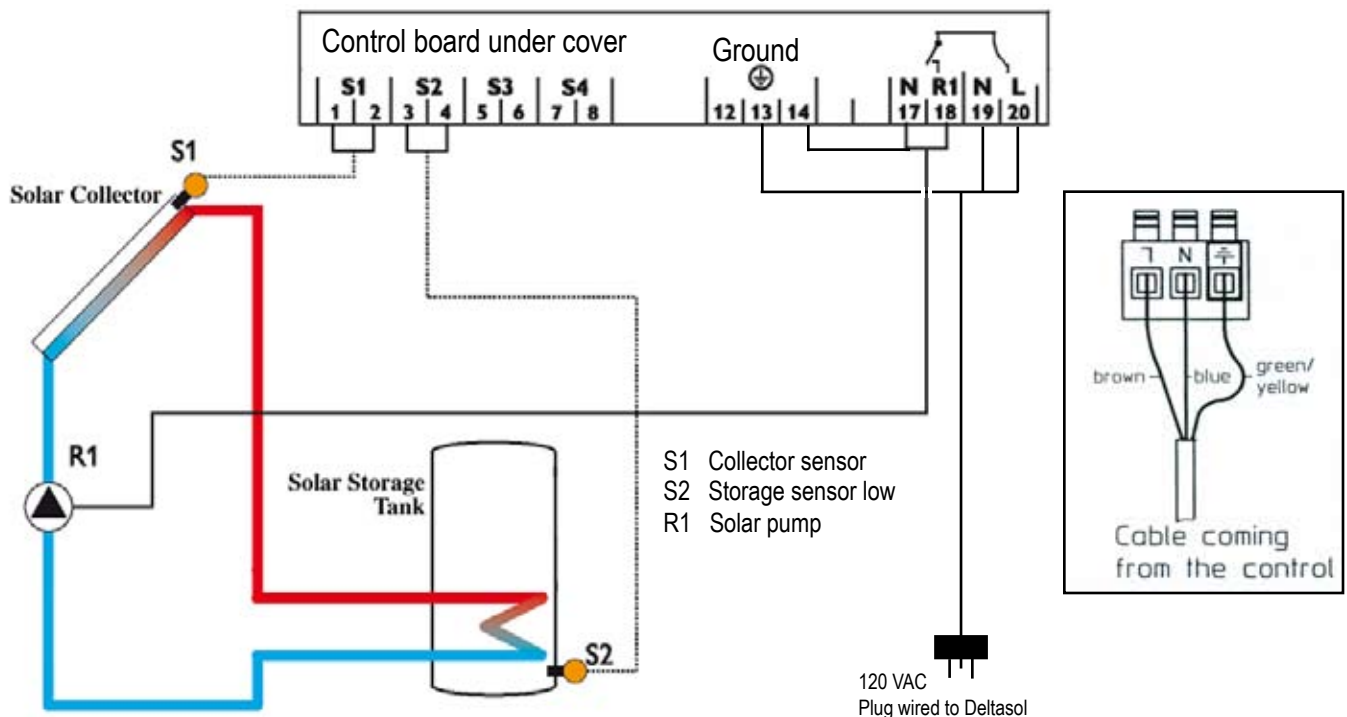 Control board under cover
Ground
S1 S2 S3 S4
N R1 N L
1 2 3 4 5 6 7 8 12 13 14 17 18 19 20
S1
Solar Collector
R1
Solar Storage
Tank
S2
S1 Collector sensor
S2 Storage sensor low
R1 Solar pump
120 VAC
Plug wired to Deltasol
L N
brown
blue
green/
yellow
Cable coming
from the control